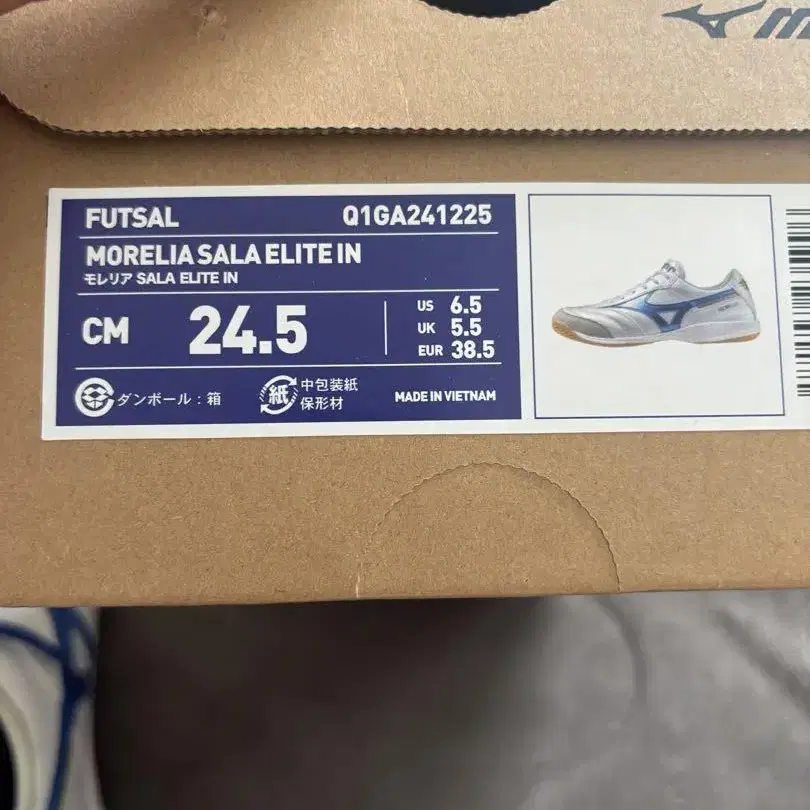 FUTSAL Q1GA241225
MORELIA SALA ELITE IN
モレリア SALA ELITE IN
CM 24.5
US 6.5
UK 5.5
EUR 38.5
ダンボール：箱
紙 中包装紙
保形材
MADE IN VIETNAM